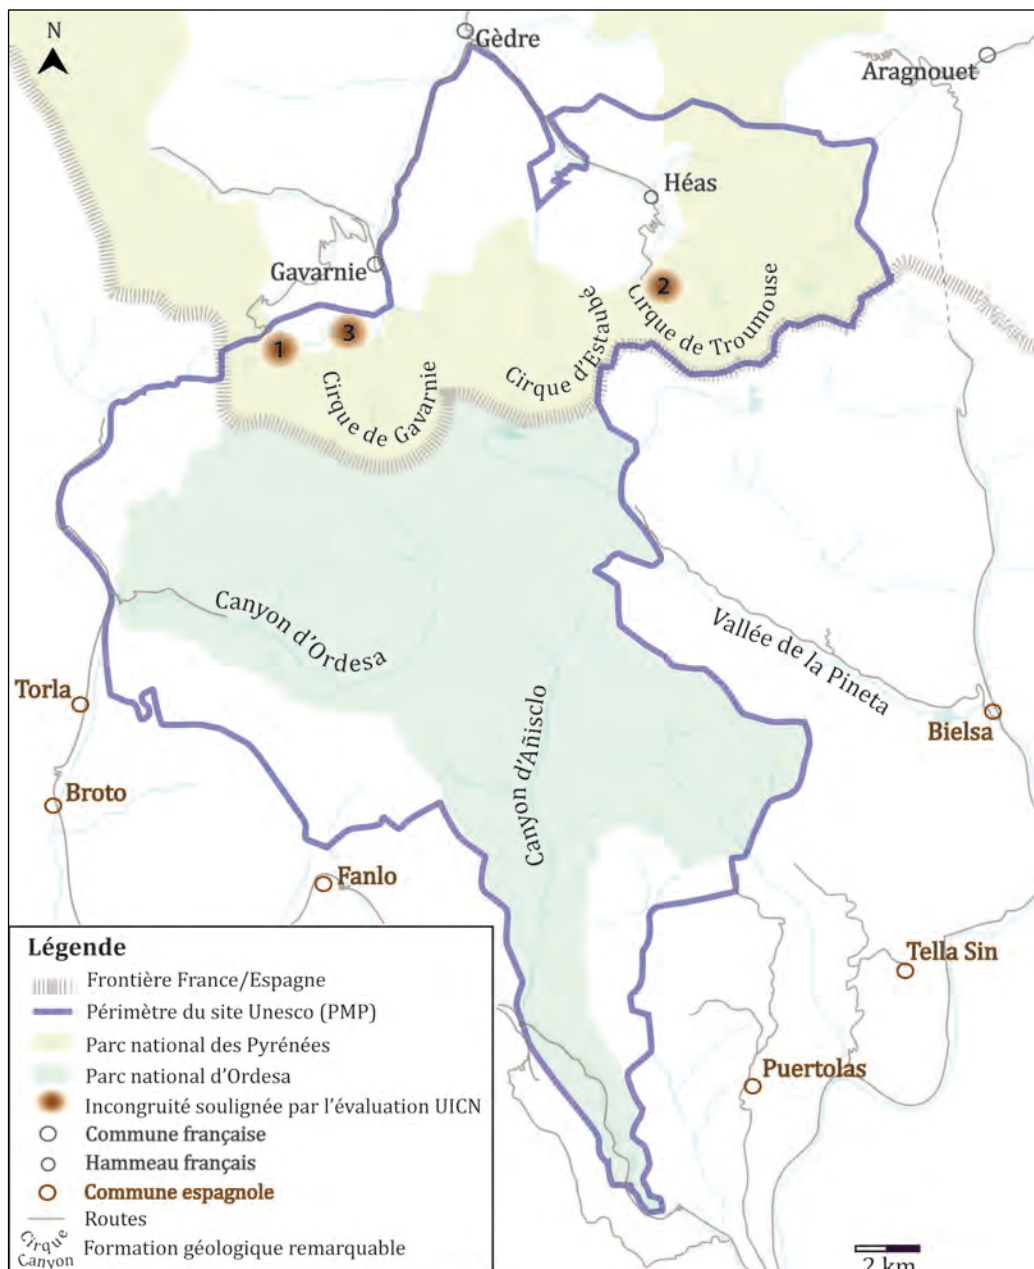 N
Gèdre
Aragnouet
Héas
Gavarnie
2
1
3
Cirque de Troumouse
Cirque d'Estaubé
Cirque de Gavarnie
Canyon d'Ordesa
Vallée de la Pineta
Canyon d'Añisclo
Torla
Bielsa
Broto
Fanlo
Tella Sin
Puertolas
Légende
Frontière France/Espagne
Périmètre du site Unesco (PMP)
Parc national des Pyrénées
Parc national d'Ordesa
Incongruité soulignée par l'évaluation UICN
Commune française
Hammeau français
Commune espagnole
Routes
Cirque
Canyon
Formation géologique remarquable
2 km